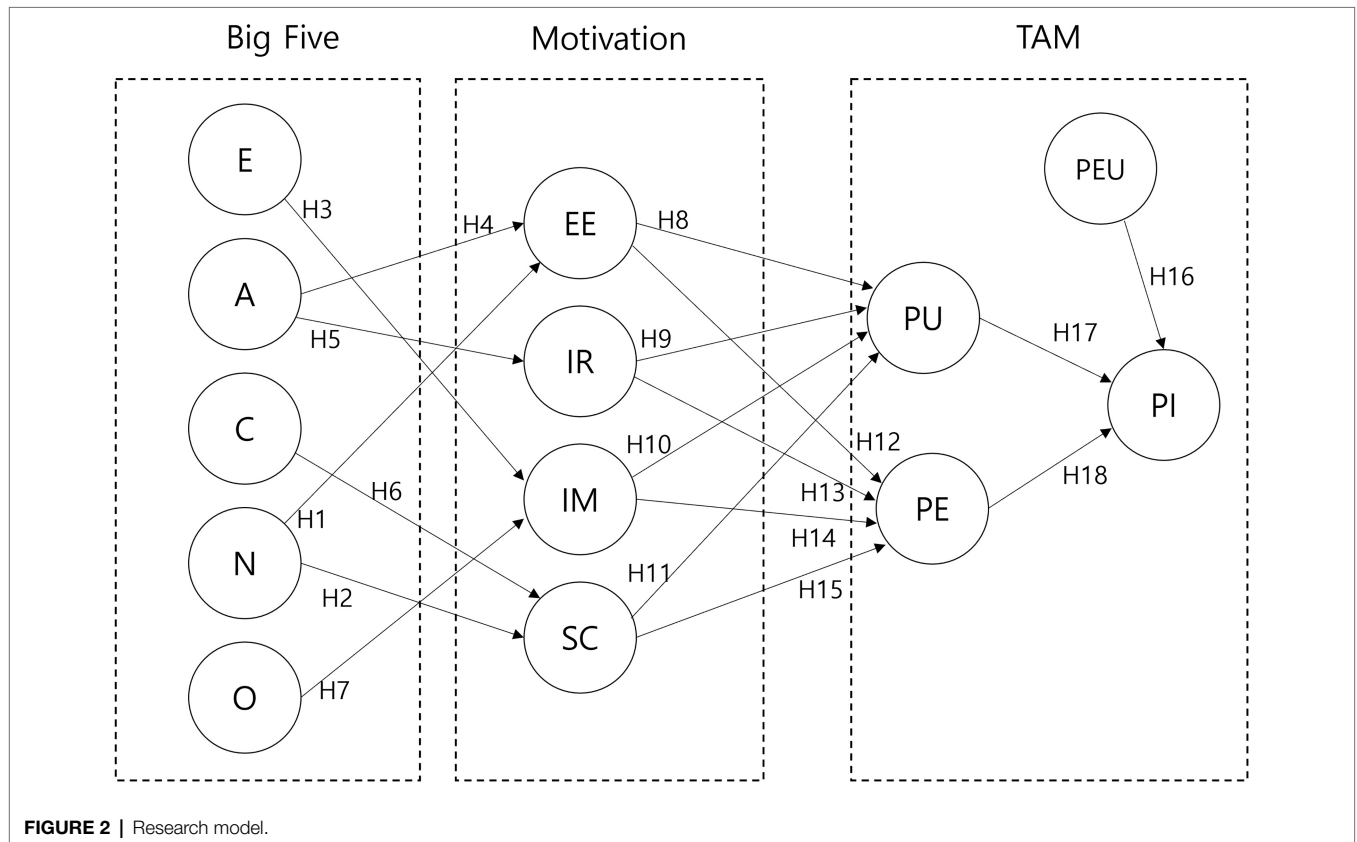 Big Five
Motivation
TAM
E
A
C
N
O
EE
IR
IM
SC
PEU
PU
PE
PI
H3
H4
H5
H6
H1
H2
H7
H8
H9
H10
H11
H12
H13
H14
H15
H16
H17
H18
FIGURE 2 | Research model.